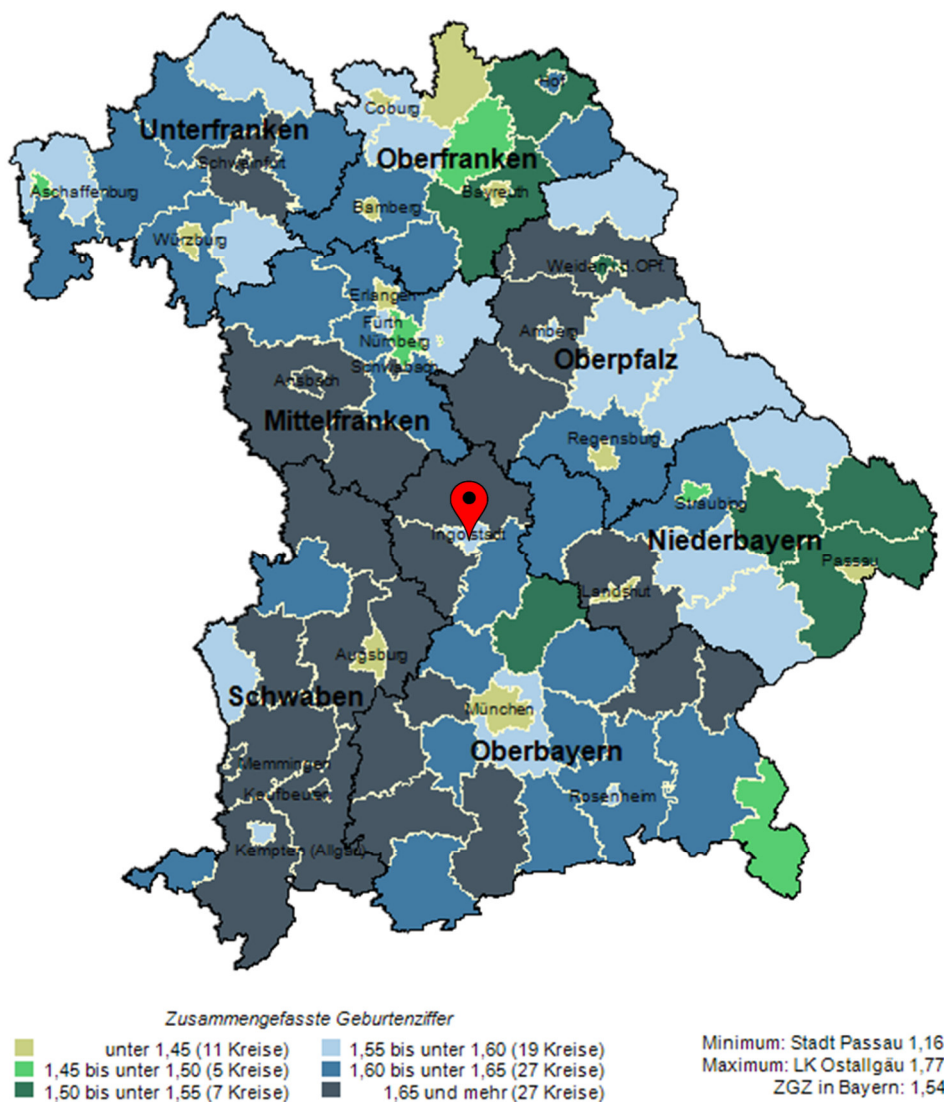 Coburg
Hof
Unterfranken
Schweinfurt
Oberfranken
Aschaffenburg
Bayreuth
Bamberg
Würzburg
Weiden i.d.OPf.
Erlangen
Fürth
Amberg
Nürnberg
Oberpfalz
Schwabach
Ansbach
Mittelfranken
Regensburg
Straubing
Ingolstadt
Niederbayern
Passau
Landshut
Augsburg
Schwaben
München
Oberbayern
Memmingen
Kaufbeuren
Rosenheim
Kempten (Allgäu)
Zusammengefasste Geburtenziffer
unter 1,45 (11 Kreise)
1,45 bis unter 1,50 (5 Kreise)
1,50 bis unter 1,55 (7 Kreise)
1,55 bis unter 1,60 (19 Kreise)
1,60 bis unter 1,65 (27 Kreise)
1,65 und mehr (27 Kreise)
Minimum: Stadt Passau 1,16
Maximum: LK Ostallgäu 1,77
ZGZ in Bayern: 1,54